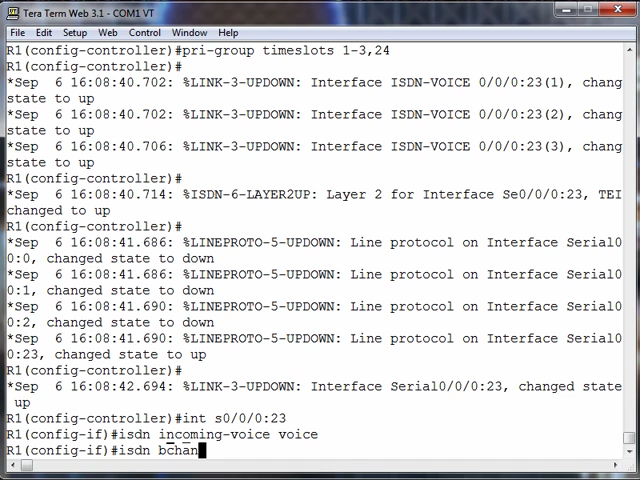 Tera Term Web 3.1 - COM1 VT
File Edit Setup Web Control Window Help
R1(config-controller)#pri-group timeslots 1-3,24
R1(config-controller)#
*Sep  6 16:08:40.702: %LINK-3-UPDOWN: Interface ISDN-VOICE 0/0/0:23(1), chang
state to up
*Sep  6 16:08:40.702: %LINK-3-UPDOWN: Interface ISDN-VOICE 0/0/0:23(2), chang
state to up
*Sep  6 16:08:40.706: %LINK-3-UPDOWN: Interface ISDN-VOICE 0/0/0:23(3), chang
state to up
R1(config-controller)#
*Sep  6 16:08:40.714: %ISDN-6-LAYER2UP: Layer 2 for Interface Se0/0/0:23, TEI
changed to up
R1(config-controller)#
*Sep  6 16:08:41.686: %LINEPROTO-5-UPDOWN: Line protocol on Interface Serial0
0:0, changed state to down
*Sep  6 16:08:41.686: %LINEPROTO-5-UPDOWN: Line protocol on Interface Serial0
0:1, changed state to down
*Sep  6 16:08:41.690: %LINEPROTO-5-UPDOWN: Line protocol on Interface Serial0
0:2, changed state to down
*Sep  6 16:08:41.690: %LINEPROTO-5-UPDOWN: Line protocol on Interface Serial0
0:23, changed state to up
R1(config-controller)#
*Sep  6 16:08:42.694: %LINK-3-UPDOWN: Interface Serial0/0/0:23, changed state
up
R1(config-controller)#int s0/0/0:23
R1(config-if)#isdn incoming-voice voice
R1(config-if)#isdn bchan